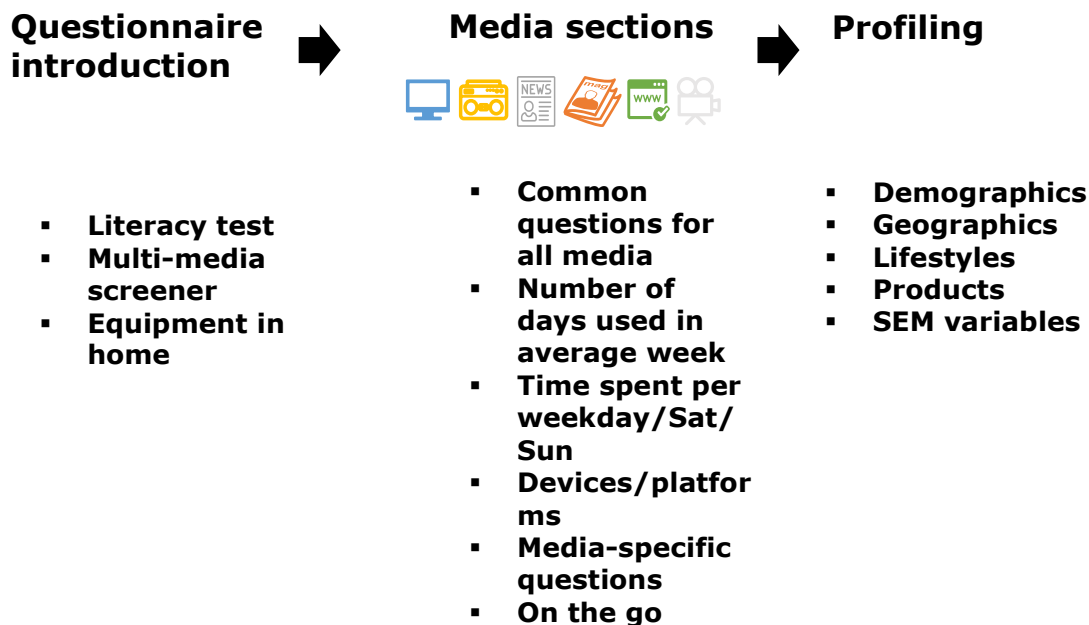 Questionnaire
introduction
Media sections
Profiling
NEWS
mag
www
▪ Literacy test
▪ Multi-media
screener
▪ Equipment in
home
▪ Common
questions for
all media
▪ Number of
days used in
average week
▪ Time spent per
weekday/Sat/
Sun
▪ Devices/platfor
ms
▪ Media-specific
questions
▪ On the go
▪ Demographics
▪ Geographics
▪ Lifestyles
▪ Products
▪ SEM variables